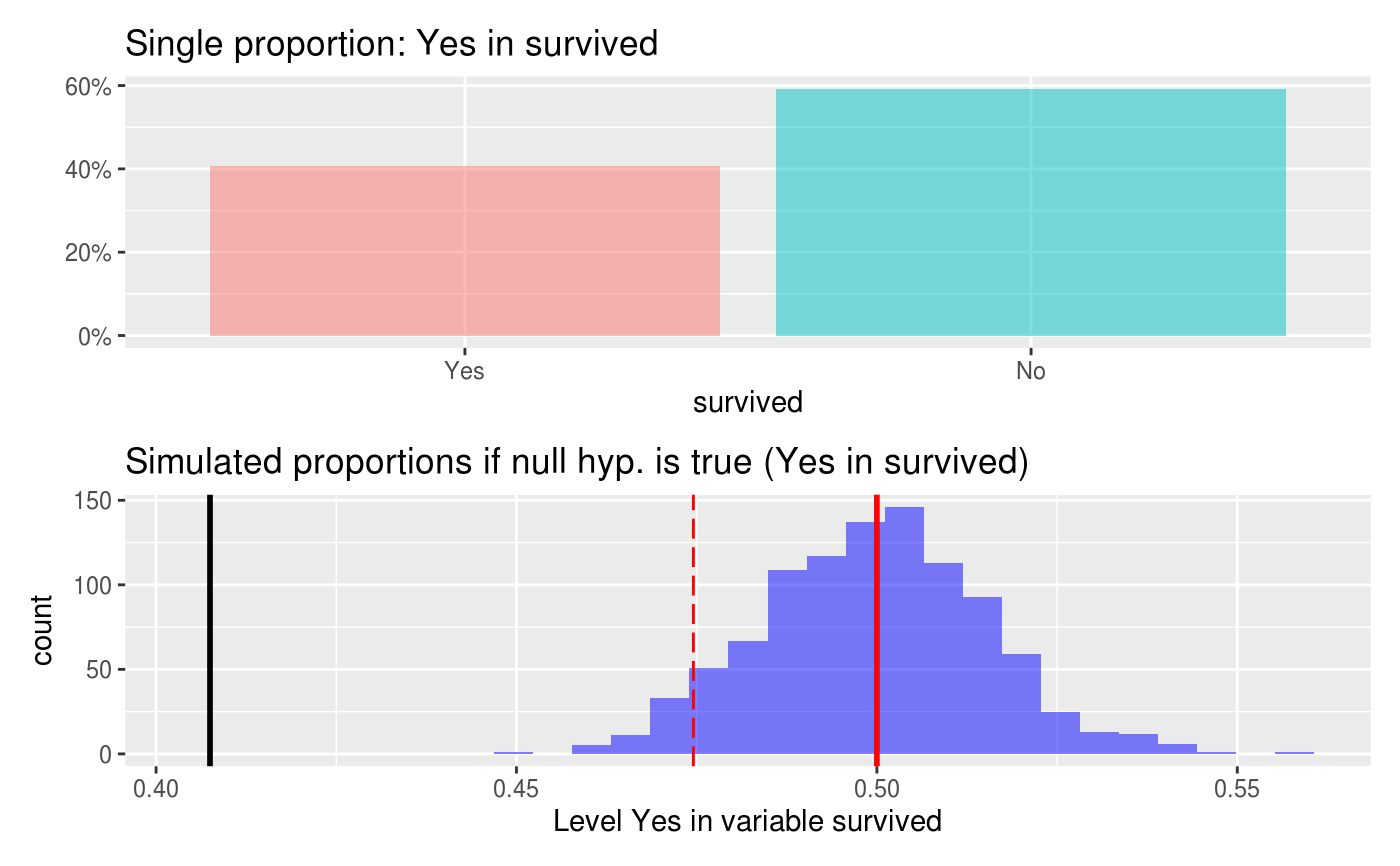 Single proportion: Yes in survived
60%
40%
20%
0%
Yes No
survived
Simulated proportions if null hyp. is true (Yes in survived)
150
100
50
0
count
0.40 0.45 0.50 0.55
Level Yes in variable survived